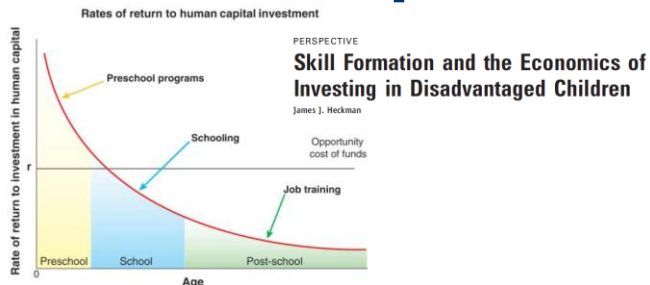 Rates of return to human capital investment
Rate of return to investment in human capital
Preschool programs
Schooling
Opportunity
cost of funds
r
Job training
Preschool
School
Post-school
0
Age
PERSPECTIVE
Skill Formation and the Economics of
Investing in Disadvantaged Children
James J. Heckman